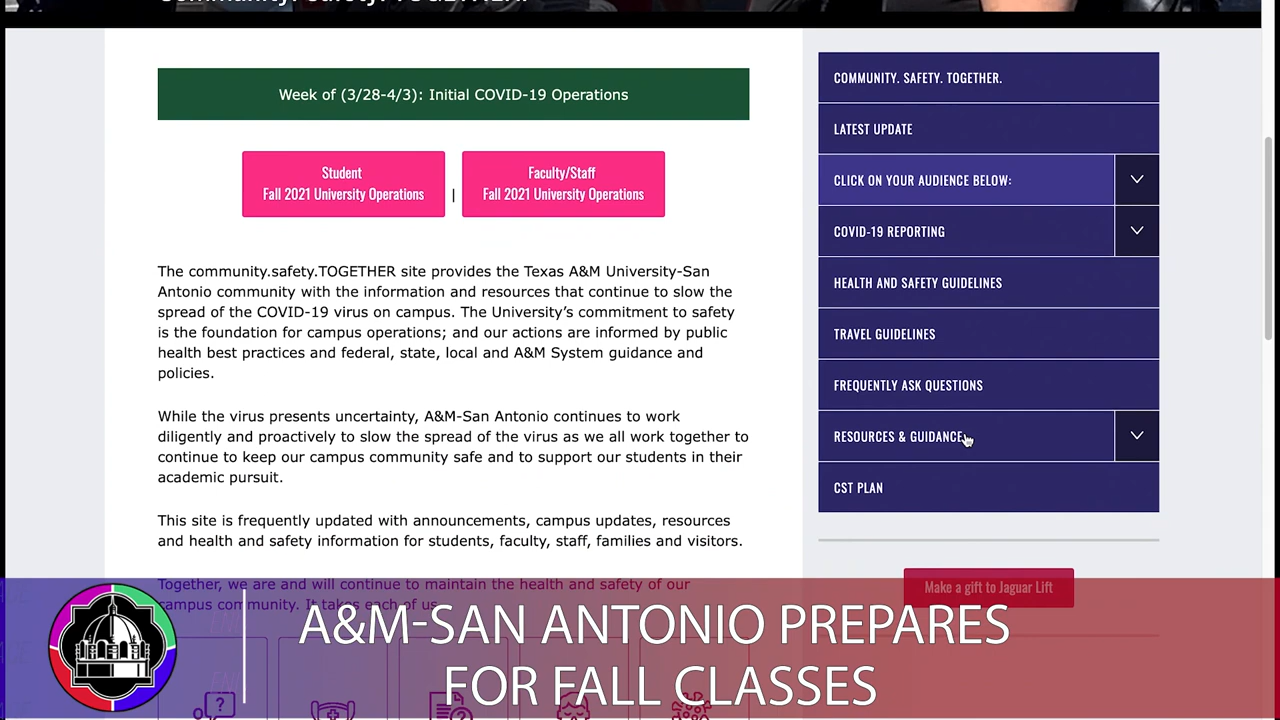 Community. Safety. TOGETHER.
Week of (3/28-4/3): Initial COVID-19 Operations
Student
Fall 2021 University Operations
|
Faculty/Staff
Fall 2021 University Operations
The community.safety.TOGETHER site provides the Texas A&M University-San
Antonio community with the information and resources that continue to slow the
spread of the COVID-19 virus on campus. The University's commitment to safety
is the foundation for campus operations; and our actions are informed by public
health best practices and federal, state, local and A&M System guidance and
policies.
While the virus presents uncertainty, A&M-San Antonio continues to work
diligently and proactively to slow the spread of the virus as we all work together to
continue to keep our campus community safe and to support our students in their
academic pursuit.
This site is frequently updated with announcements, campus updates, resources
and health and safety information for students, faculty, staff, families and visitors.
Together, we are and will continue to maintain the health and safety of our
campus community. It takes each of us
COMMUNITY. SAFETY. TOGETHER.
LATEST UPDATE
CLICK ON YOUR AUDIENCE BELOW:
COVID-19 REPORTING
HEALTH AND SAFETY GUIDELINES
TRAVEL GUIDELINES
FREQUENTLY ASK QUESTIONS
RESOURCES & GUIDANCE
CST PLAN
Make a gift to Jaguar Lift
A&M-SAN ANTONIO PREPARES
FOR FALL CLASSES